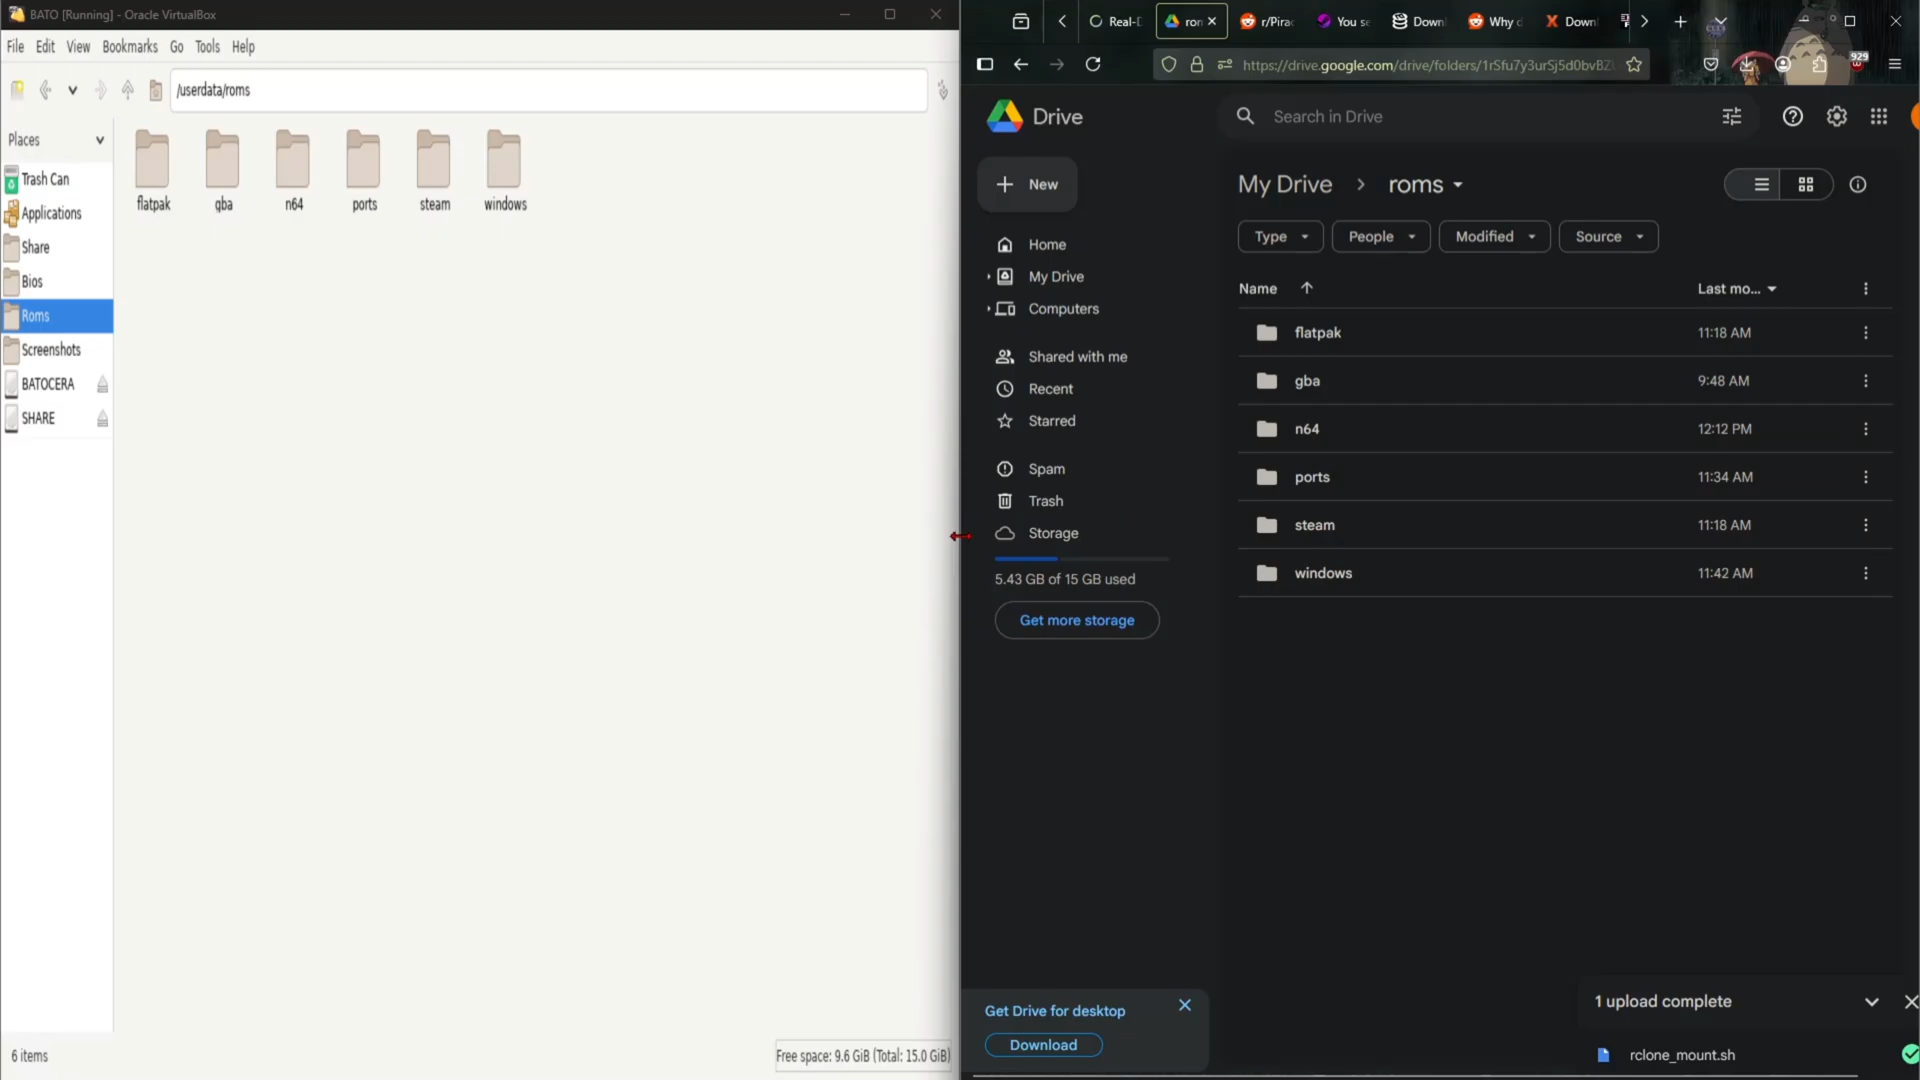 BATO [Running] - Oracle VirtualBox
File Edit View Bookmarks Go Tools Help
/userdata/roms
Places
Trash Can
Applications
Share
Bios
Roms
Screenshots
BATOCERA
SHARE
flatpak gba n64 ports steam windows
6 items
Free space: 9.6 GiB (Total: 15.0 GiB)
Real-D ron r/Pirac You se Downl Why d Downl
https://drive.google.com/drive/folders/1rSfu7y3urSj5d0bvBZ
929
Drive
Search in Drive
New
My Drive > roms
Home
My Drive
Computers
Shared with me
Recent
Starred
Spam
Trash
Storage
5.43 GB of 15 GB used
Get more storage
Type People Modified Source
Name Last mo...
flatpak 11:18 AM
gba 9:48 AM
n64 12:12 PM
ports 11:34 AM
steam 11:18 AM
windows 11:42 AM
Get Drive for desktop
Download
1 upload complete
rclone_mount.sh